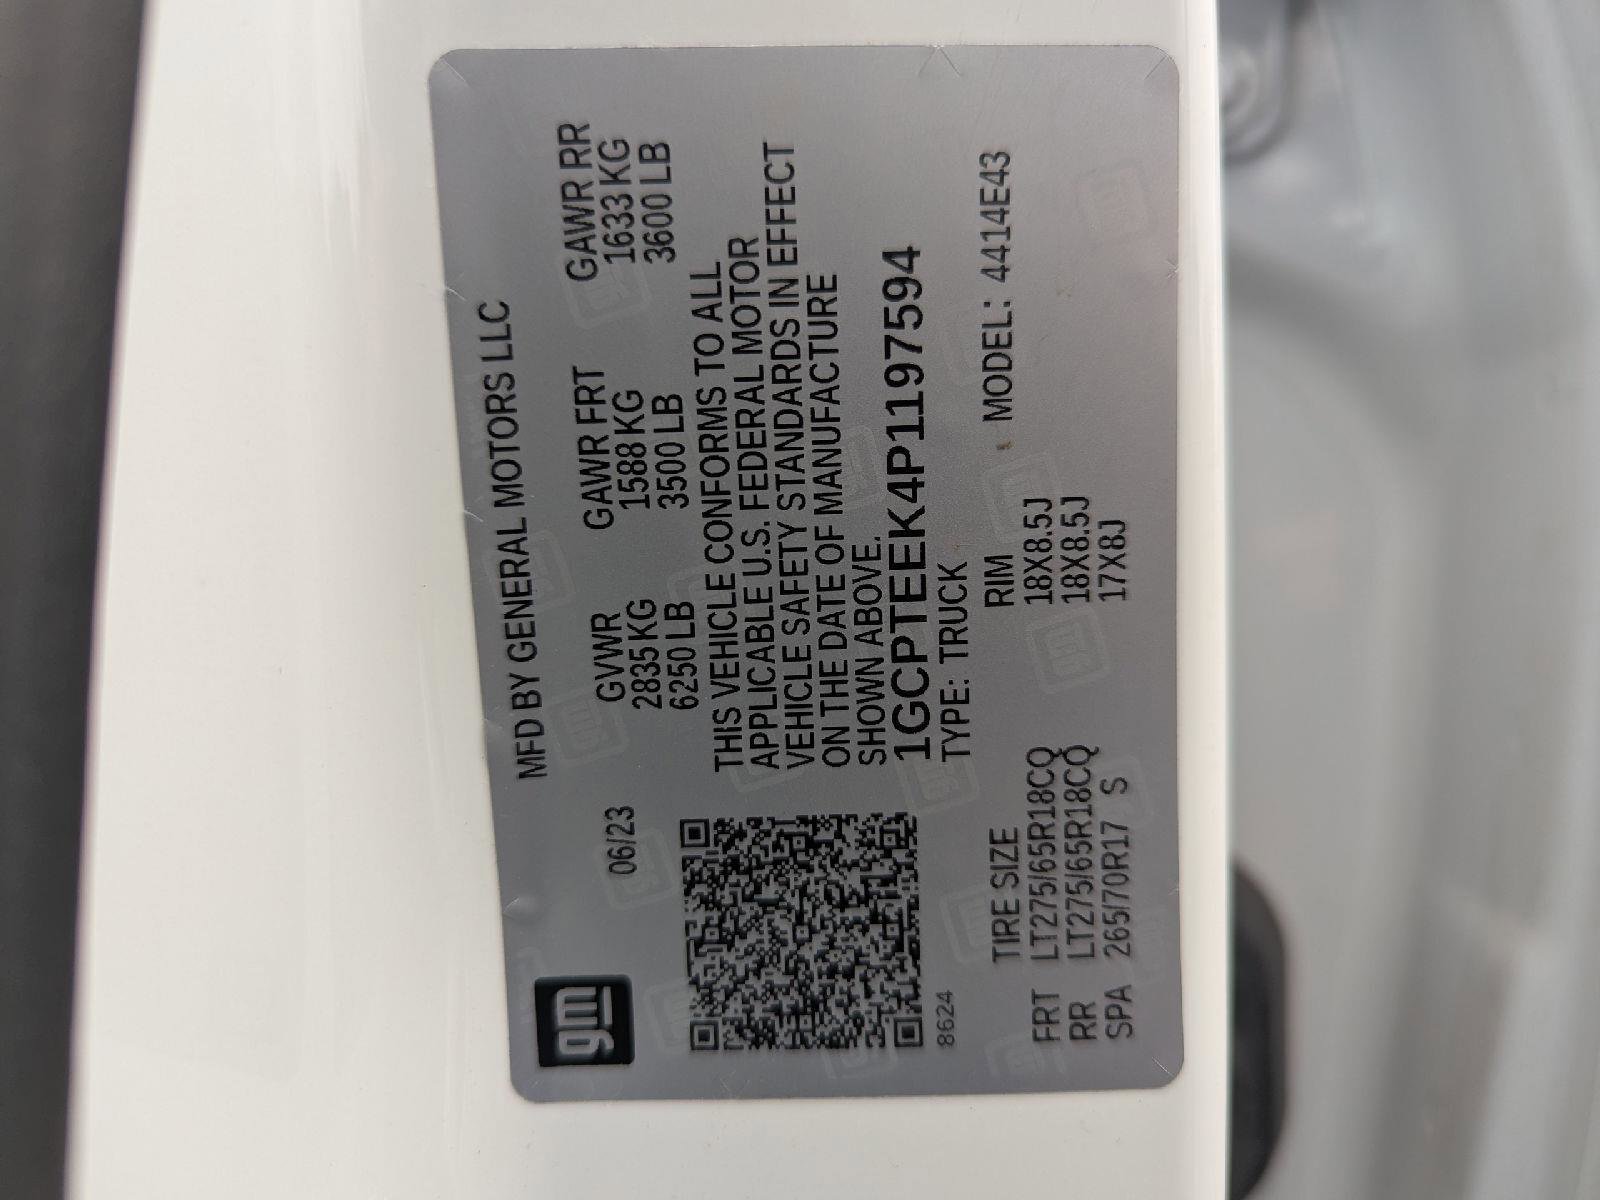 gm
MFD BY GENERAL MOTORS LLC
06/23
GVWR GAWR FRT GAWR RR
2835 KG 1588 KG 1633 KG
6250 LB 3500 LB 3600 LB
THIS VEHICLE CONFORMS TO ALL
APPLICABLE U.S. FEDERAL MOTOR
VEHICLE SAFETY STANDARDS IN EFFECT
ON THE DATE OF MANUFACTURE
SHOWN ABOVE.
1GCPTEEK4P1197594
8624
TYPE: TRUCK
MODEL: 4414E43
TIRE SIZE RIM
FRT LT275/65R18CQ 18X8.5J
RR LT275/65R18CQ 18X8.5J
SPA 265/70R17 S 17X8J